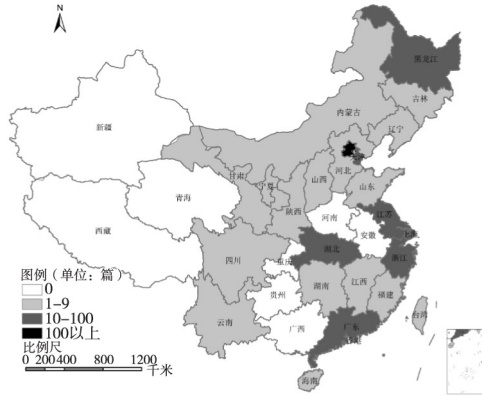 N
黑龙江
吉林
内蒙古
辽宁
新疆
河北
甘肃
宁夏
山西
山东
青海
陕西
河南
江苏
西藏
安徽
上海
湖北
四川
重庆
浙江
图例（单位：篇）
0
1-9
10-100
100以上
湖南
江西
贵州
福建
云南
台湾
广西
广东
比例尺
0 200 400 800 1200
千米
海南